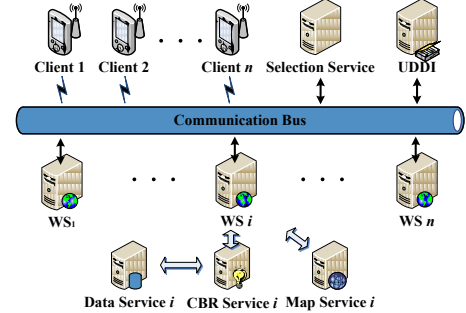 Client 1 Client 2 Client n Selection Service UDDI
Communication Bus
WS1 WS i WS n
Data Service i CBR Service i Map Service i